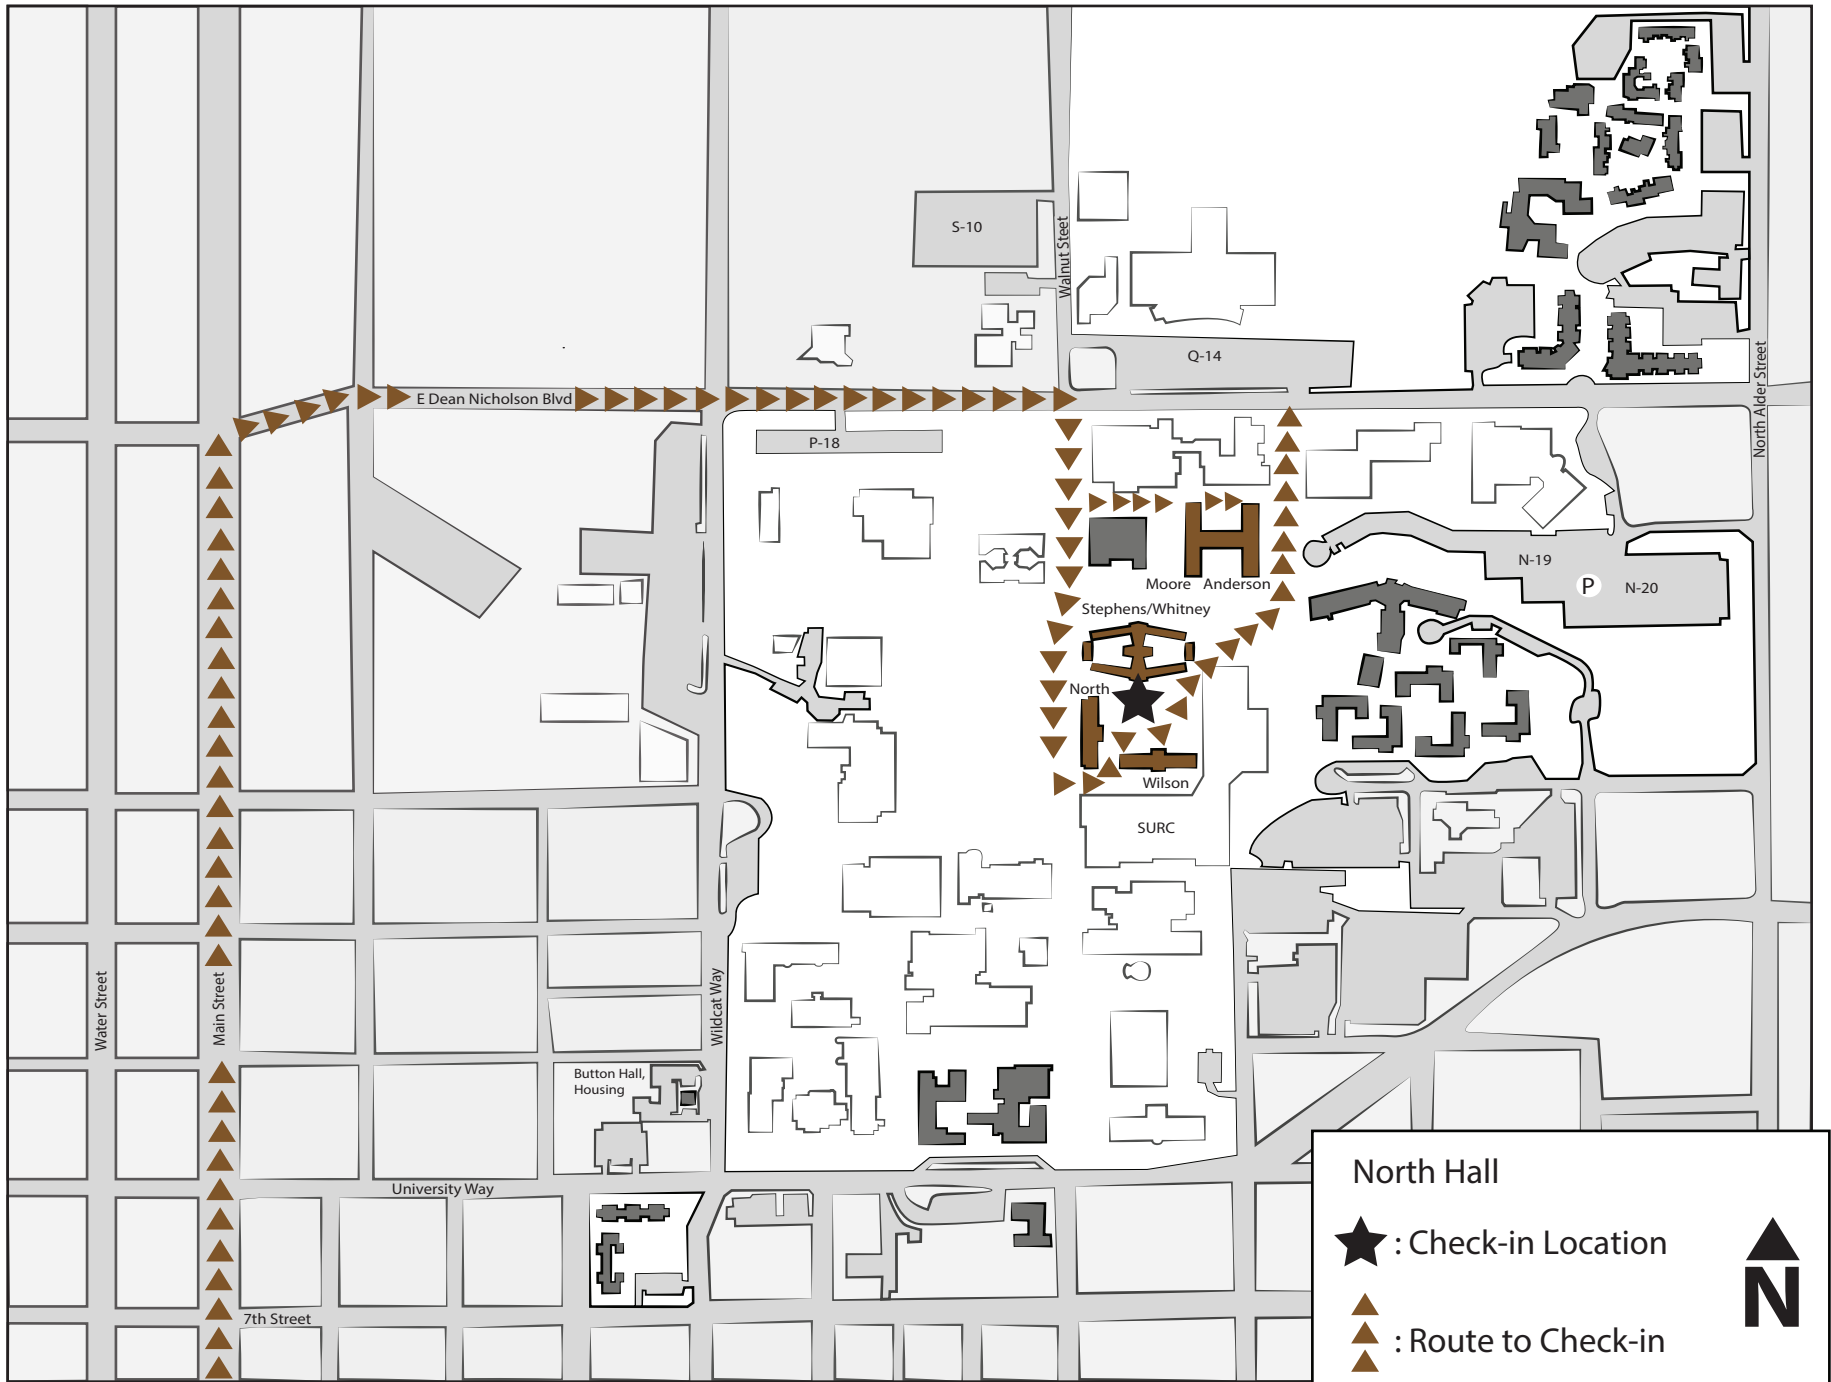 S-10
Walnut Steet
Q-14
North Alder Street
E Dean Nicholson Blvd
P-18
N-19
P
N-20
Moore
Anderson
Stephens/Whitney
North
Wilson
SURC
Water Street
Main Street
Wildcat Way
Button Hall,
Housing
University Way
7th Street
North Hall
: Check-in Location
: Route to Check-in
N